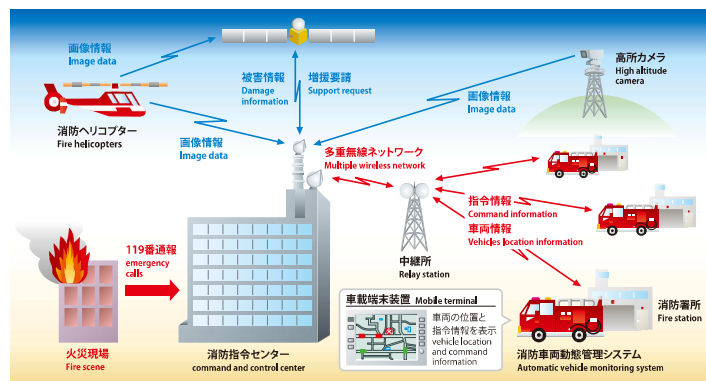 画像情報
Image data
消防ヘリコプター
Fire helicopters
画像情報
Image data
被害情報
Damage
information
増援要請
Support request
高所カメラ
High altitude
camera
画像情報
Image data
多重無線ネットワーク
Multiple wireless network
指令情報
Command information
車両情報
Vehicles location information
中継所
Relay station
119番通報
emergency
calls
火災現場
Fire scene
消防指令センター
command and control center
車載端末装置 Mobile terminal
車両の位置と
指令情報を表示
vehicle location
and command
information
消防署所
Fire station
消防車両動態管理システム
Automatic vehicle monitoring system